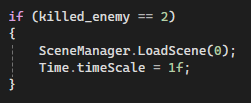 if (killed_enemy == 2)
{
    SceneManager.LoadScene(0);
    Time.timeScale = 1f;
}